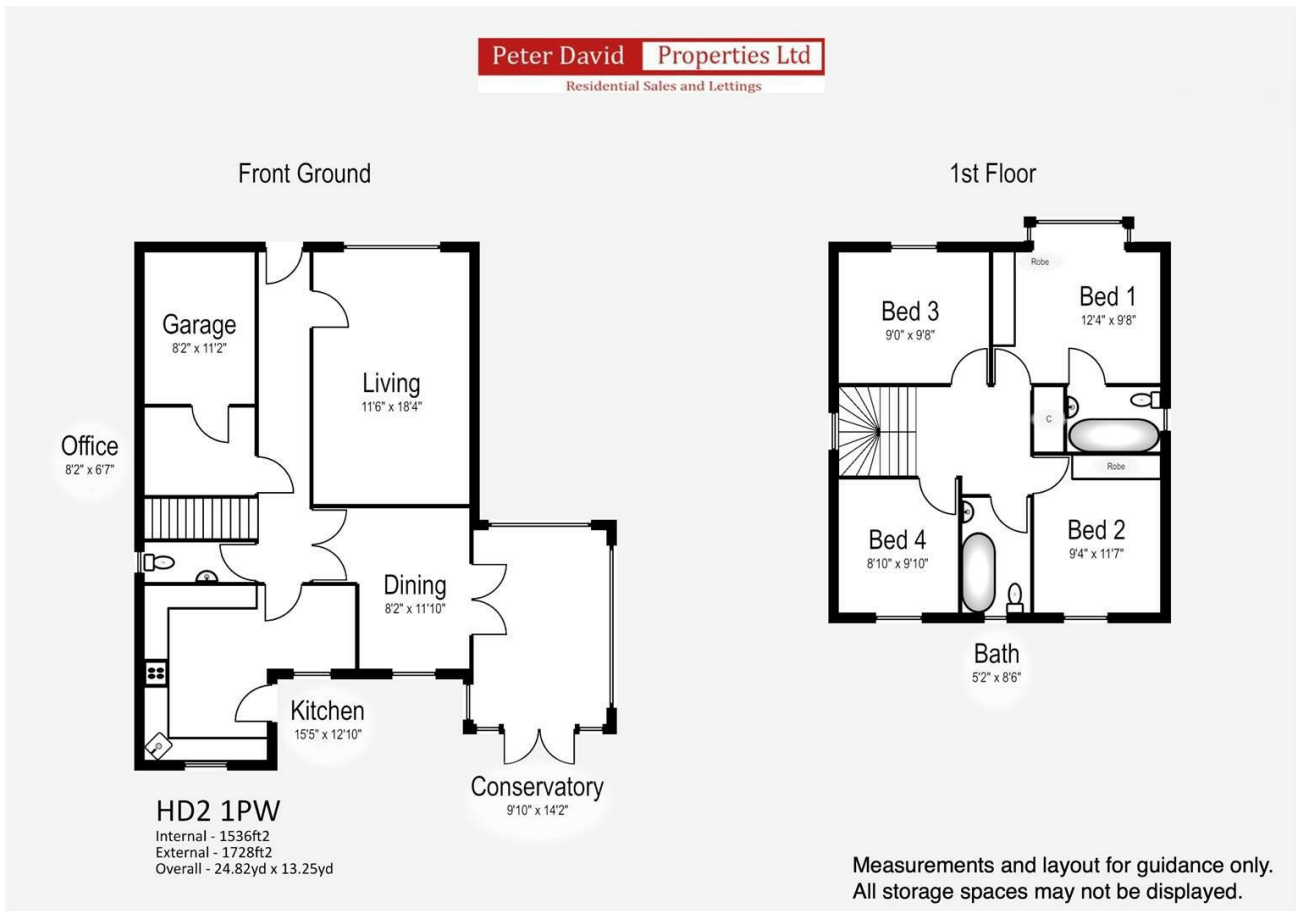 Peter David Properties Ltd
Residential Sales and Lettings
Front Ground
1st Floor
Garage
8'2" x 11'2"
Living
11'6" x 18'4"
Office
8'2" x 6'7"
Dining
8'2" x 11'10"
Kitchen
15'5" x 12'10"
Conservatory
9'10" x 14'2"
Robe
Bed 3
9'0" x 9'8"
Bed 1
12'4" x 9'8"
C
Robe
Bed 4
8'10" x 9'10"
Bed 2
9'4" x 11'7"
Bath
5'2" x 8'6"
HD2 1PW
Internal - 1536ft2
External - 1728ft2
Overall - 24.82yd x 13.25yd
Measurements and layout for guidance only.
All storage spaces may not be displayed.